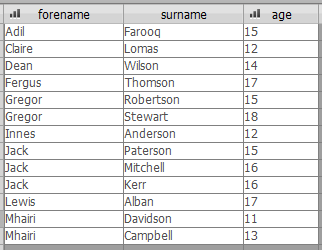 forename surname age
Adil Farooq 15
Claire Lomas 12
Dean Wilson 14
Fergus Thomson 17
Gregor Robertson 15
Gregor Stewart 18
Innes Anderson 12
Jack Paterson 15
Jack Mitchell 16
Jack Kerr 16
Lewis Alban 17
Mhairi Davidson 11
Mhairi Campbell 13